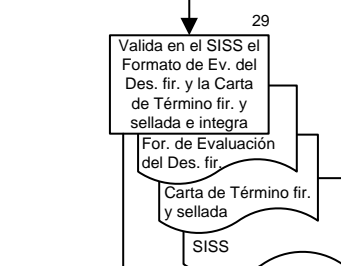 29
Valida en el SISS el
Formato de Ev. del
Des. fir. y la Carta
de Término fir. y
sellada e integra
For. de Evaluación
del Des. fir.
Carta de Término fir.
y sellada
SISS